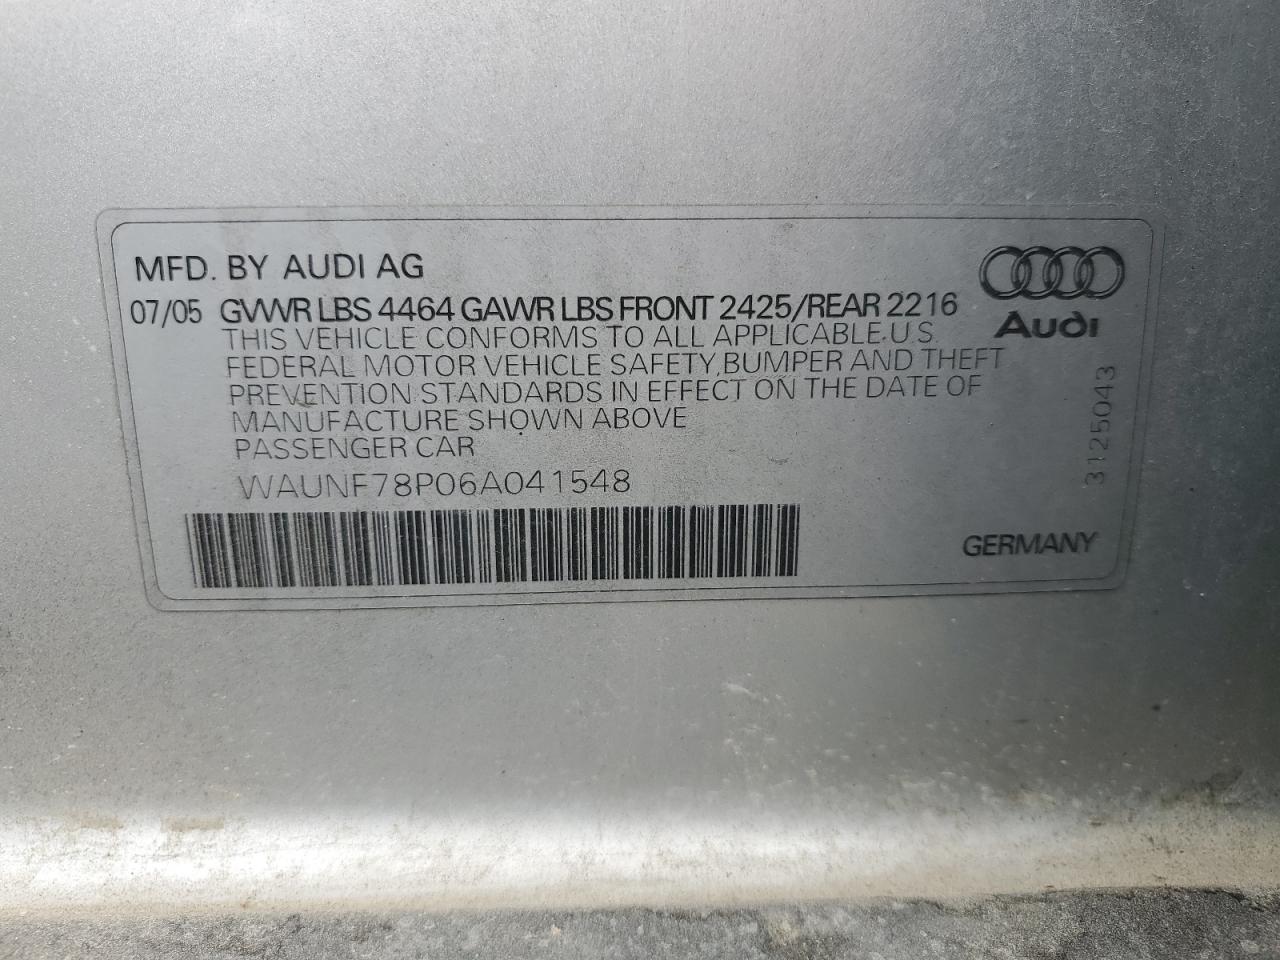 MFD. BY AUDI AG
07/05 GVWR LBS 4464 GAWR LBS FRONT 2425/REAR 2216
THIS VEHICLE CONFORMS TO ALL APPLICABLE U.S.
FEDERAL MOTOR VEHICLE SAFETY, BUMPER AND THEFT
PREVENTION STANDARDS IN EFFECT ON THE DATE OF
MANUFACTURE SHOWN ABOVE
PASSENGER CAR
WAUNF78P06A041548
Audi
3125043
GERMANY